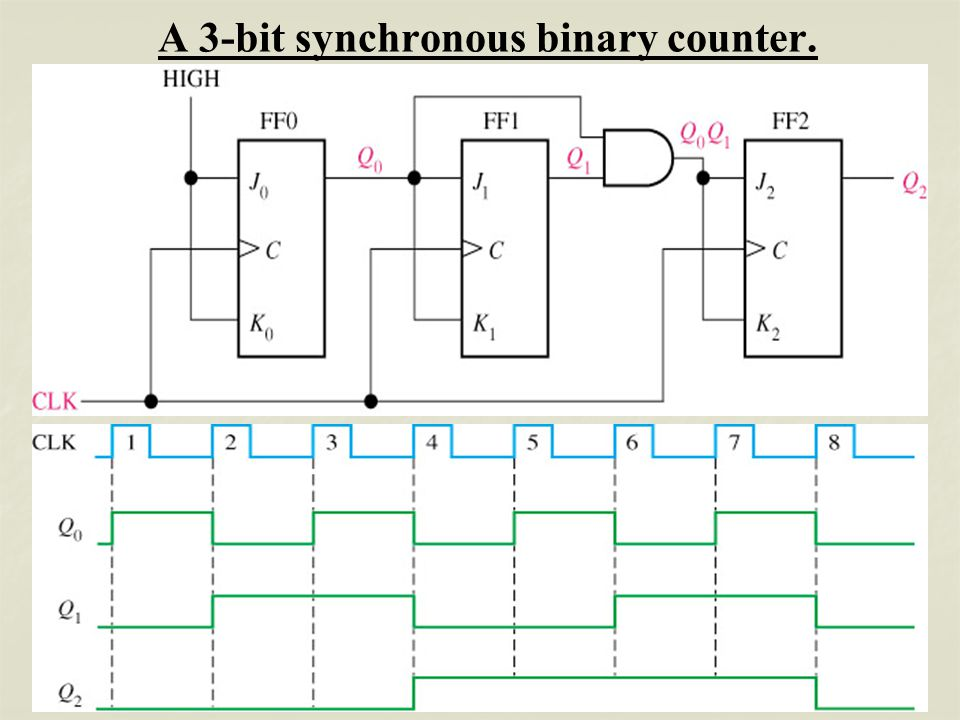 A 3-bit synchronous binary counter.
HIGH
FF0 FF1 FF2
Q0 Q1 Q0Q1
J0 J1 J2 Q2
C C C
K0 K1 K2
CLK
CLK 1 2 3 4 5 6 7 8
Q0
Q1
Q2